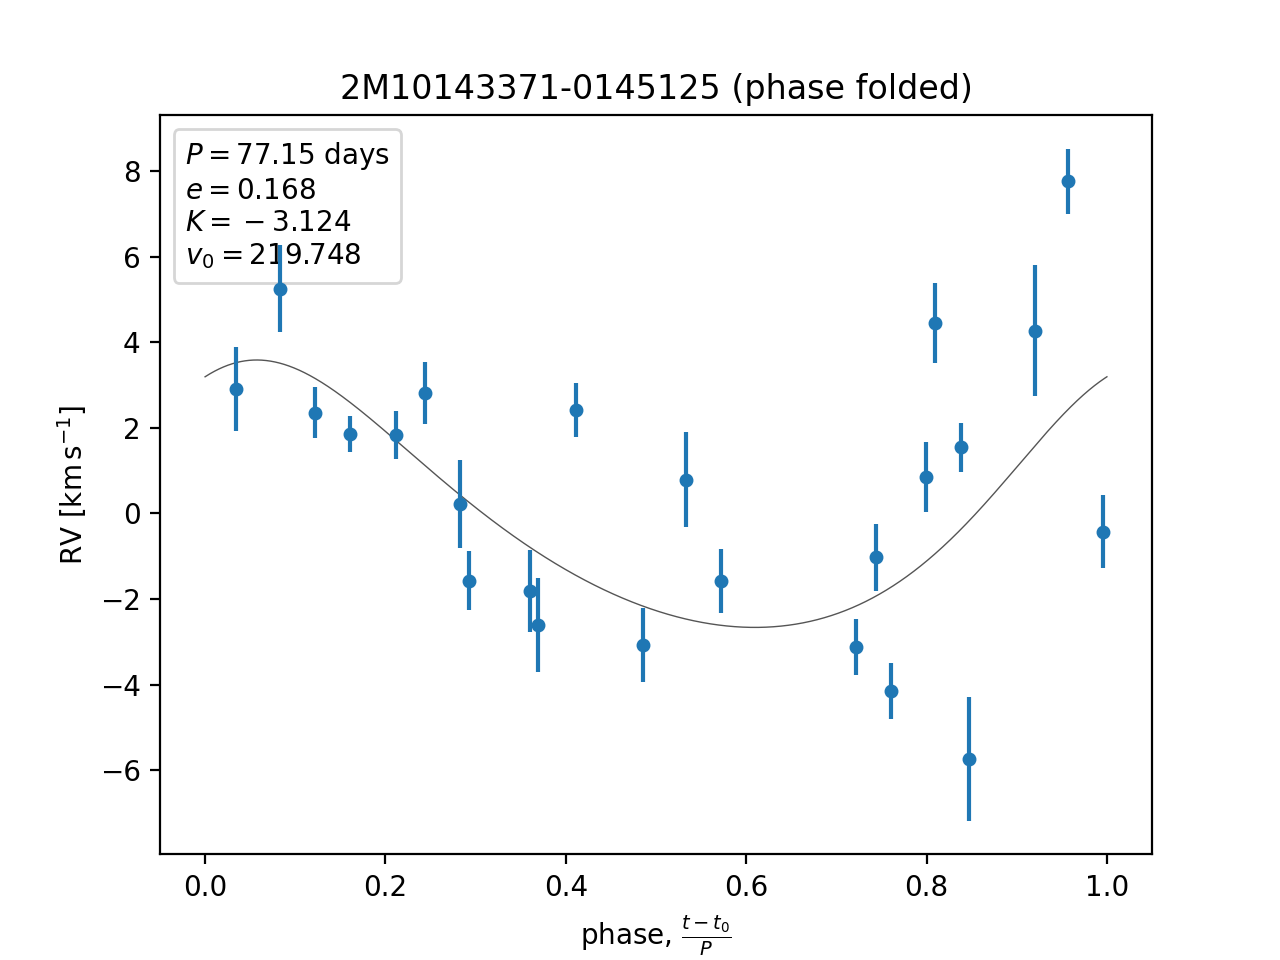 2M10143371-0145125 (phase folded)
P = 77.15 days
e = 0.168
K = −3.124
v₀ = 219.748
8
6
4
2
0
−2
−4
−6
RV [km s⁻¹]
0.0 0.2 0.4 0.6 0.8 1.0
phase, (t − t₀)/P